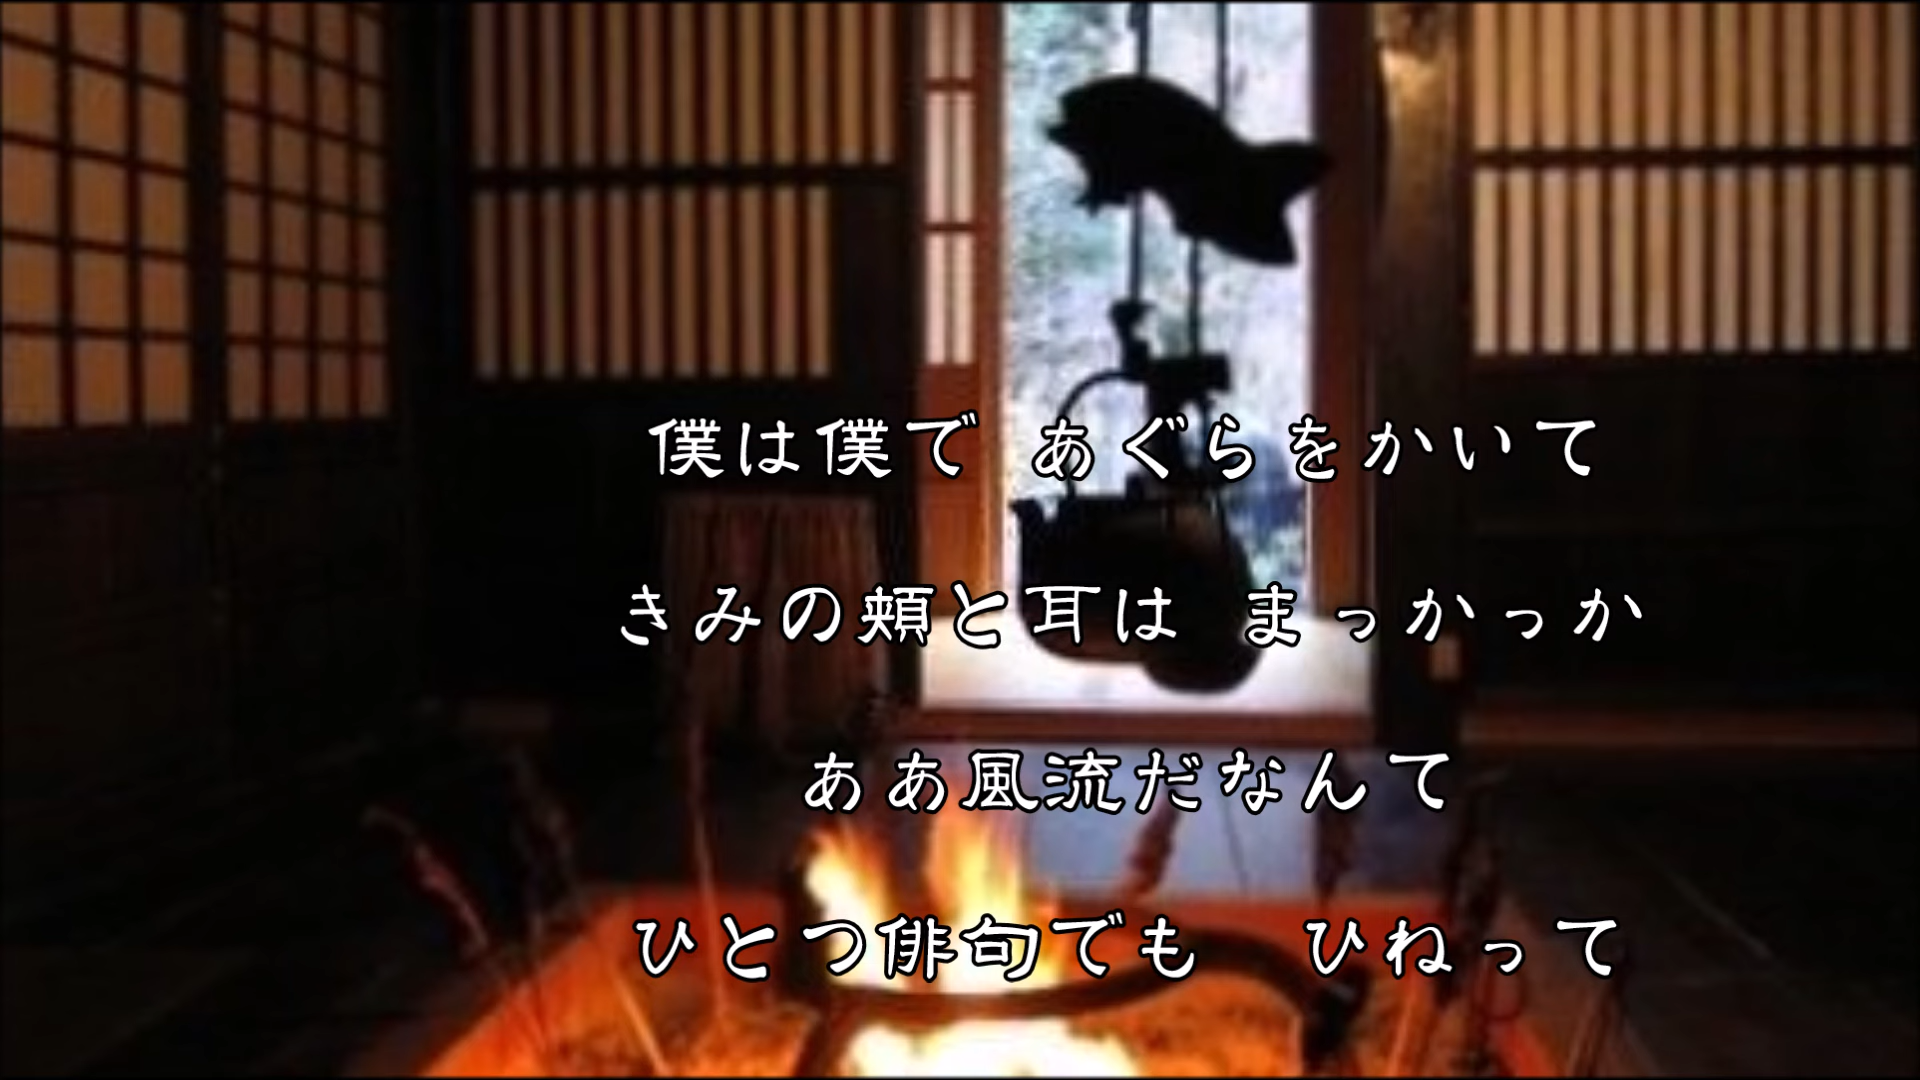 僕は僕で あぐらをかいて
きみの頬と耳は まっかっか
ああ風流だなんて
ひとつ俳句でも ひねって